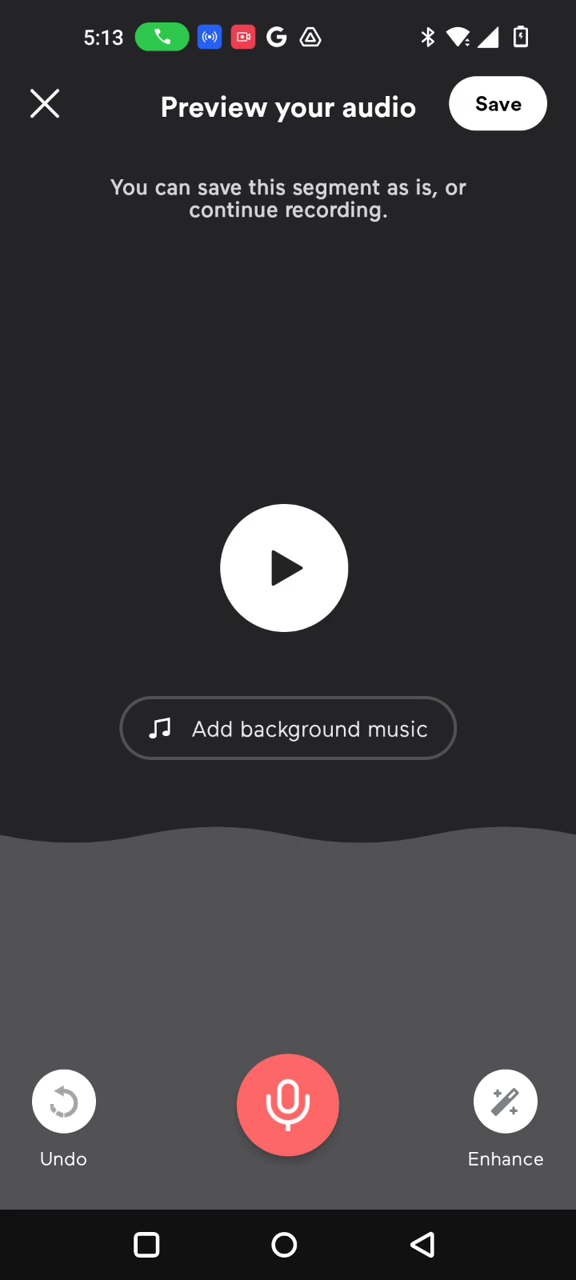 5:13
Preview your audio
Save
You can save this segment as is, or
continue recording.
Add background music
Undo
Enhance